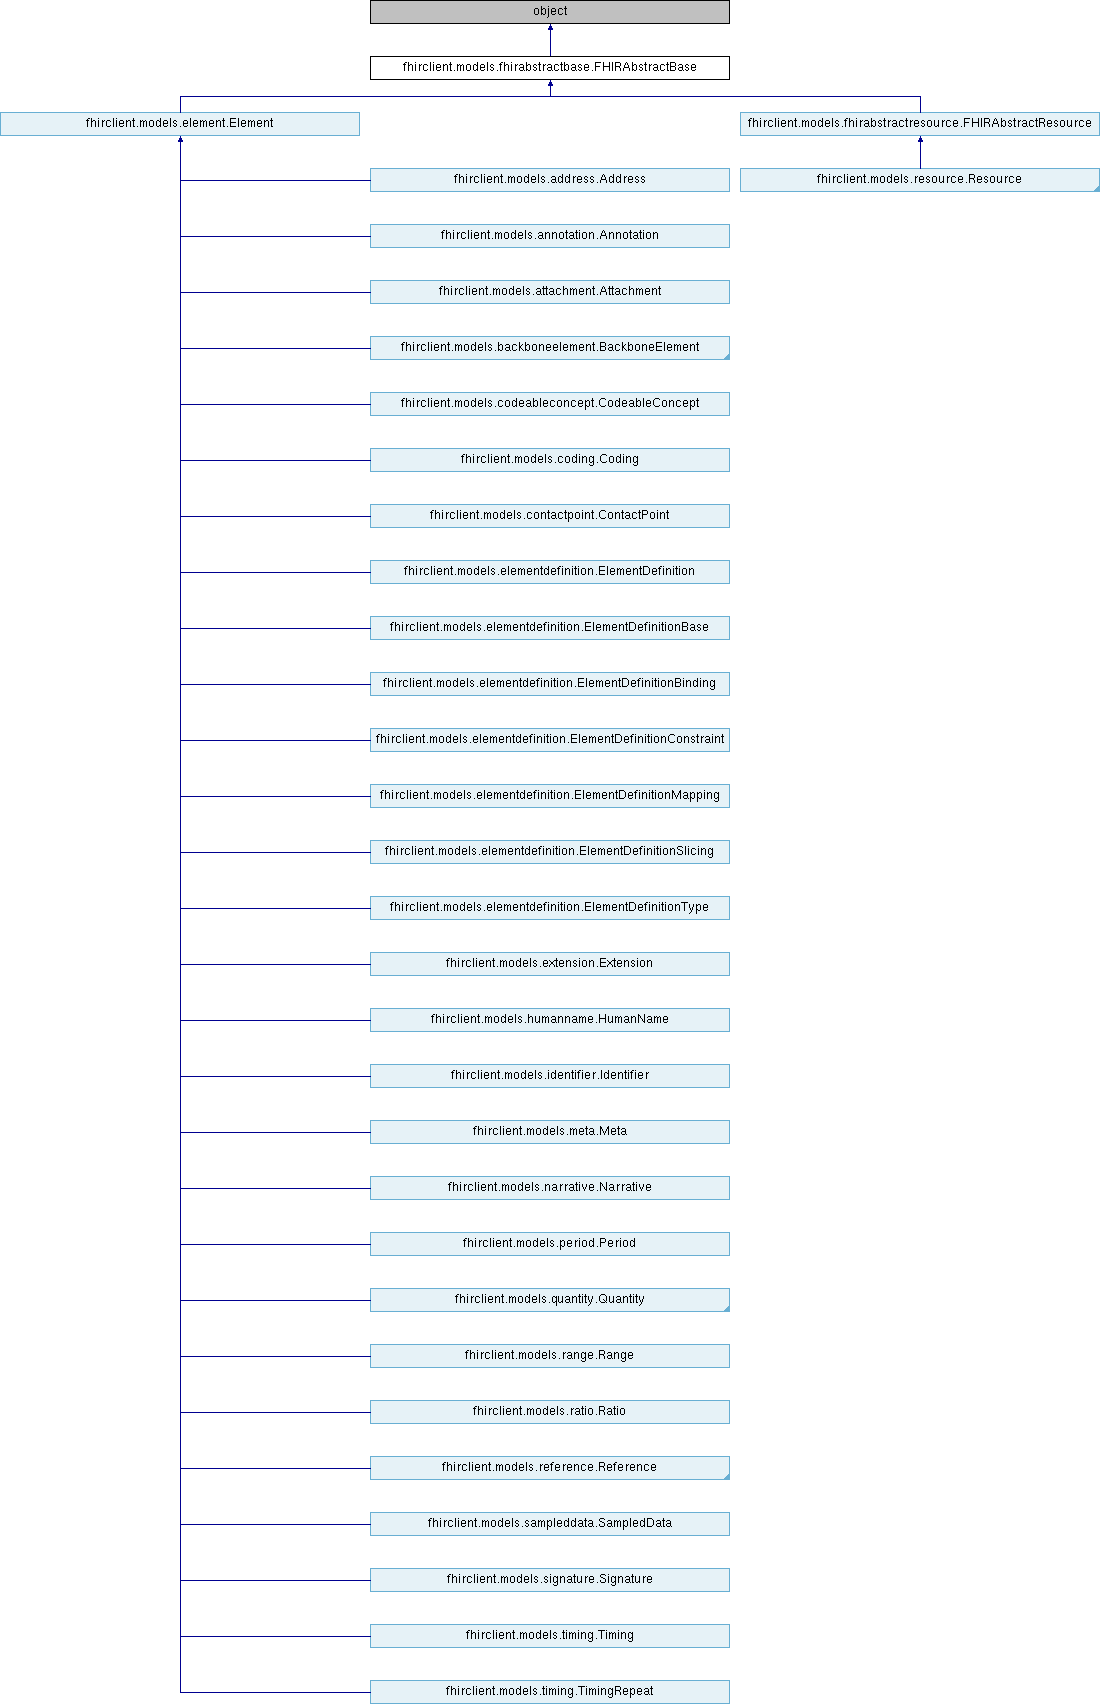 object
fhirclient.models.fhirabstractbase.FHIRAbstractBase
fhirclient.models.element.Element
fhirclient.models.fhirabstractresource.FHIRAbstractResource
fhirclient.models.address.Address
fhirclient.models.resource.Resource
fhirclient.models.annotation.Annotation
fhirclient.models.attachment.Attachment
fhirclient.models.backboneelement.BackboneElement
fhirclient.models.codeableconcept.CodeableConcept
fhirclient.models.coding.Coding
fhirclient.models.contactpoint.ContactPoint
fhirclient.models.elementdefinition.ElementDefinition
fhirclient.models.elementdefinition.ElementDefinitionBase
fhirclient.models.elementdefinition.ElementDefinitionBinding
fhirclient.models.elementdefinition.ElementDefinitionConstraint
fhirclient.models.elementdefinition.ElementDefinitionMapping
fhirclient.models.elementdefinition.ElementDefinitionSlicing
fhirclient.models.elementdefinition.ElementDefinitionType
fhirclient.models.extension.Extension
fhirclient.models.humanname.HumanName
fhirclient.models.identifier.Identifier
fhirclient.models.meta.Meta
fhirclient.models.narrative.Narrative
fhirclient.models.period.Period
fhirclient.models.quantity.Quantity
fhirclient.models.range.Range
fhirclient.models.ratio.Ratio
fhirclient.models.reference.Reference
fhirclient.models.sampleddata.SampledData
fhirclient.models.signature.Signature
fhirclient.models.timing.Timing
fhirclient.models.timing.TimingRepeat